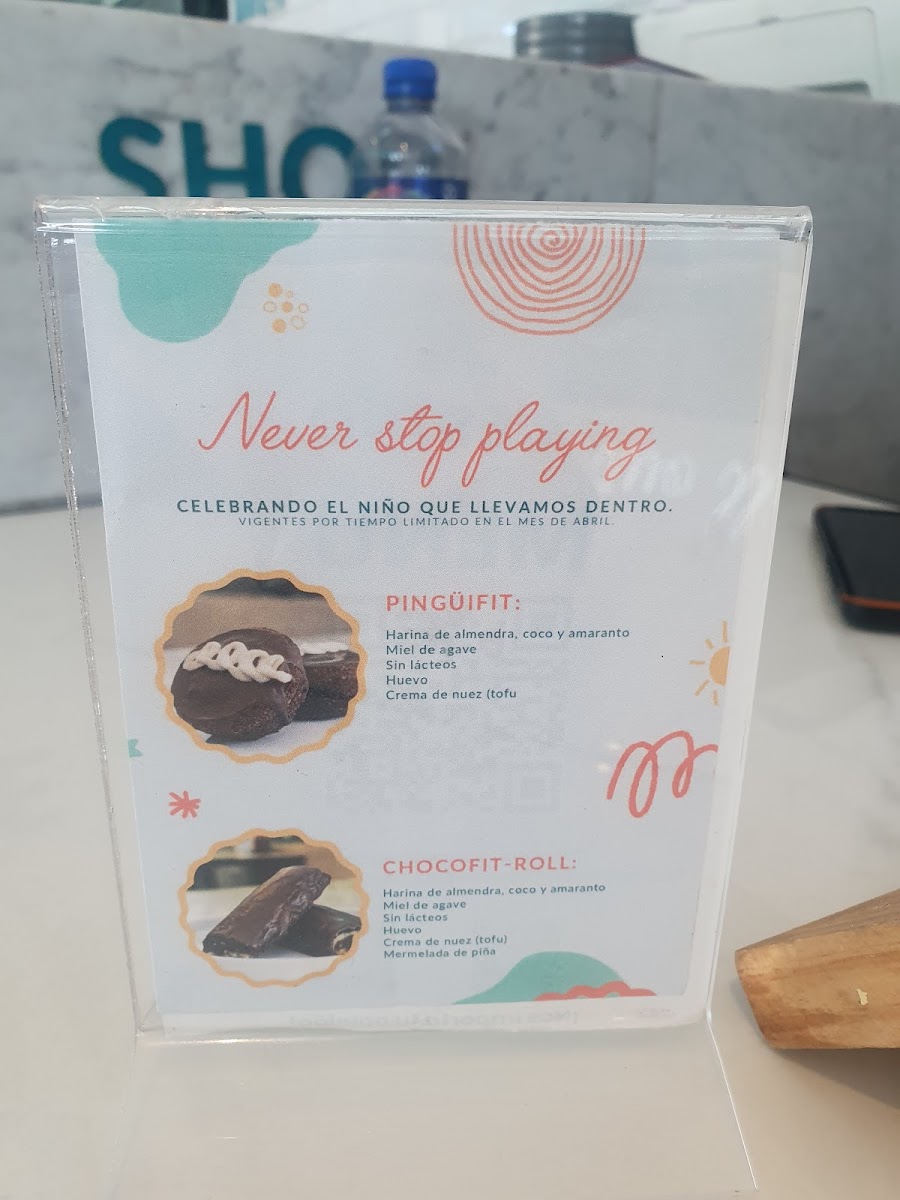 SHO
Never stop playing
CELEBRANDO EL NIÑO QUE LLEVAMOS DENTRO.
VIGENTES POR TIEMPO LIMITADO EN EL MES DE ABRIL.
PINGÜIFIT:
Harina de almendra, coco y amaranto
Miel de agave
Sin lácteos
Huevo
Crema de nuez (tofu
CHOCOFIT-ROLL:
Harina de almendra, coco y amaranto
Miel de agave
Sin lácteos
Huevo
Crema de nuez (tofu)
Mermelada de piña